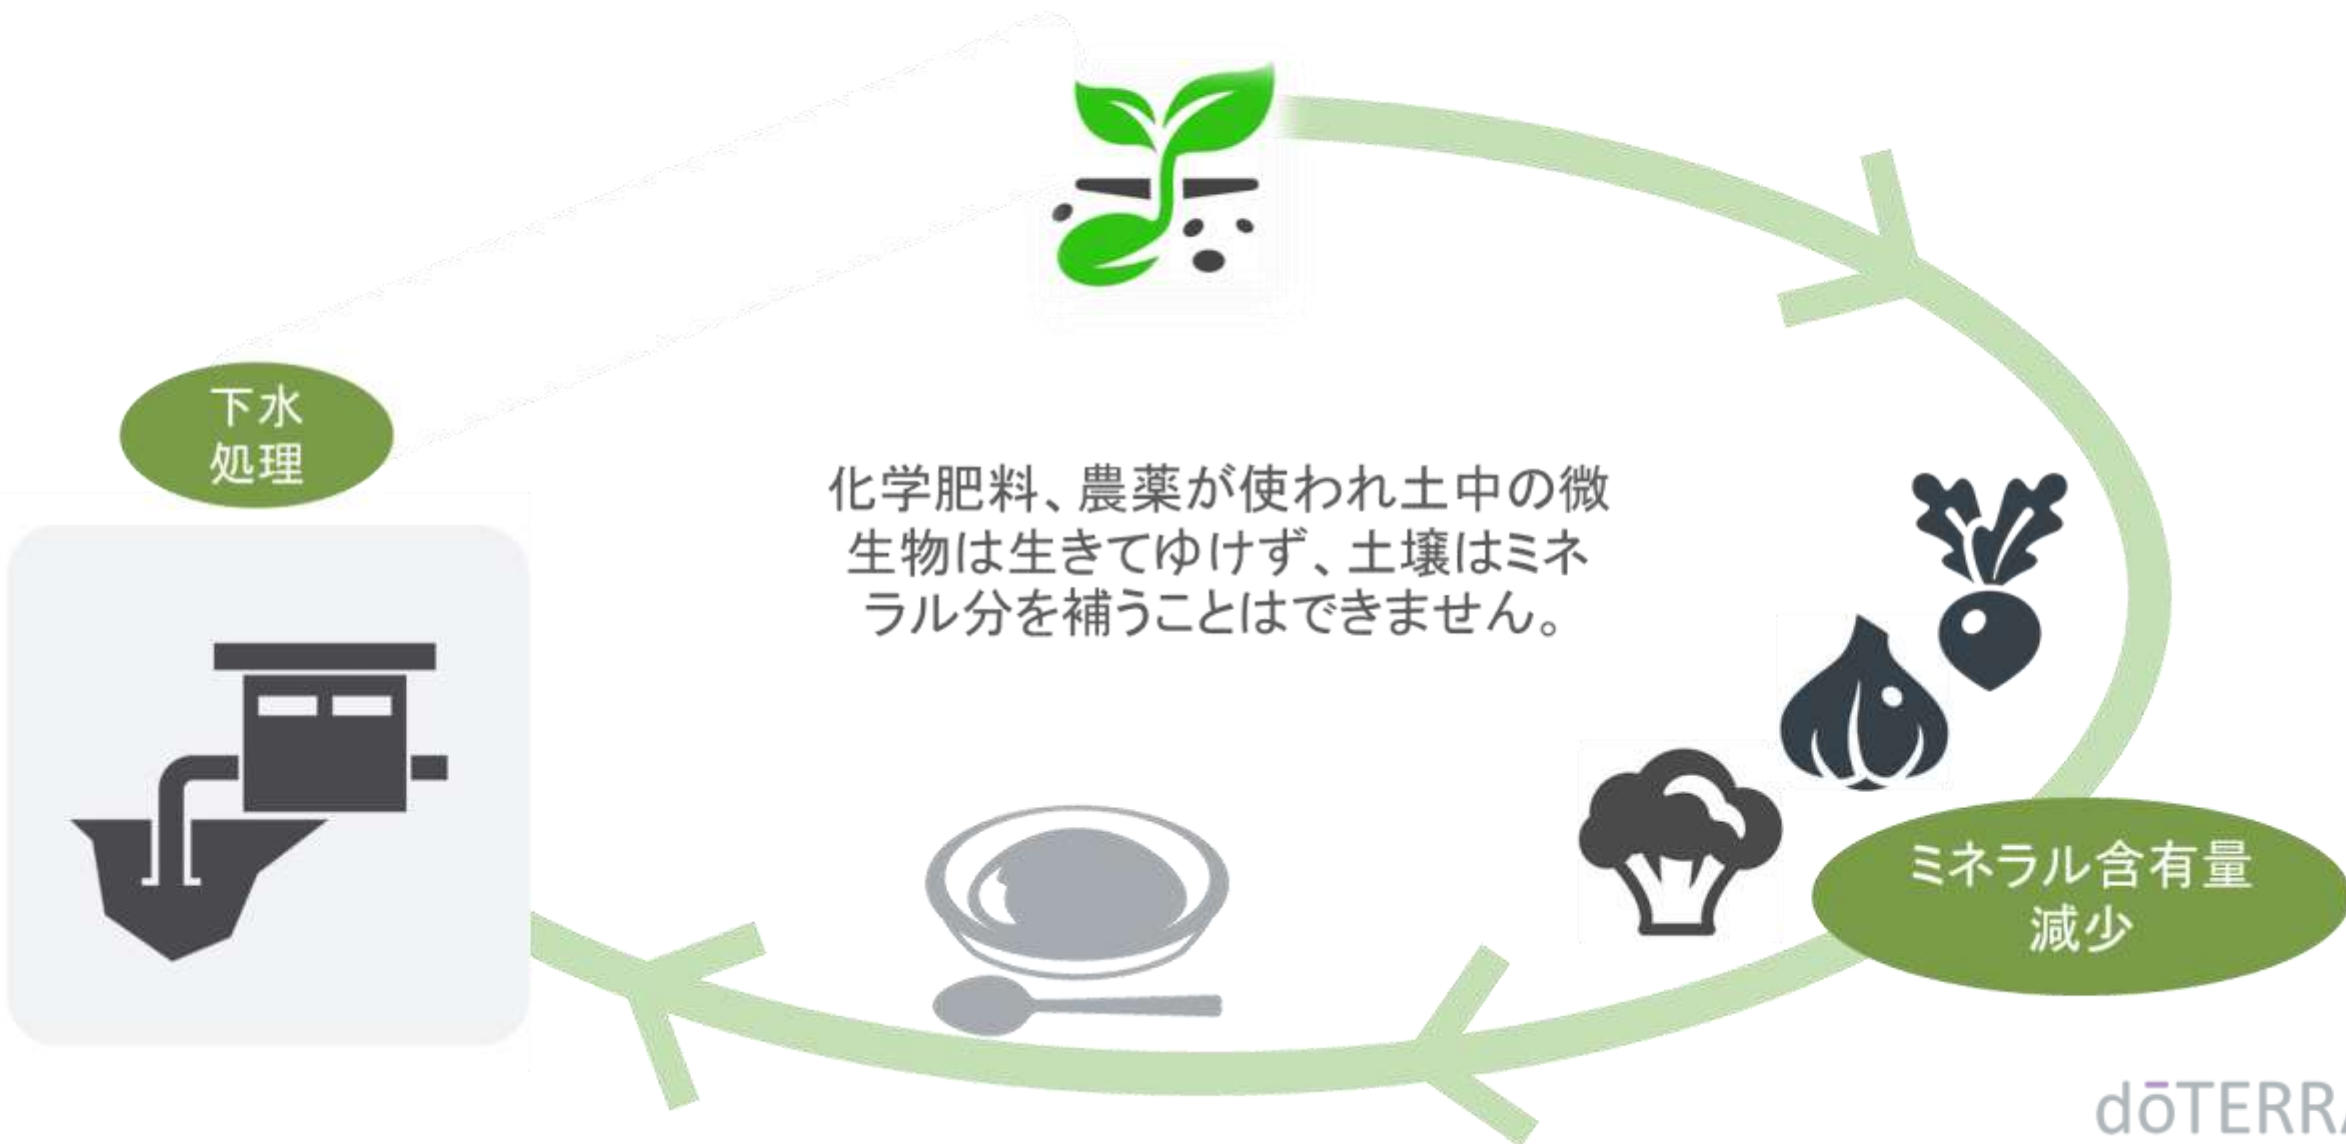 下水
処理
化学肥料、農薬が使われ土中の微
生物は生きてゆけず、土壌はミネ
ラル分を補うことはできません。
ミネラル含有量
減少
dōTERRA